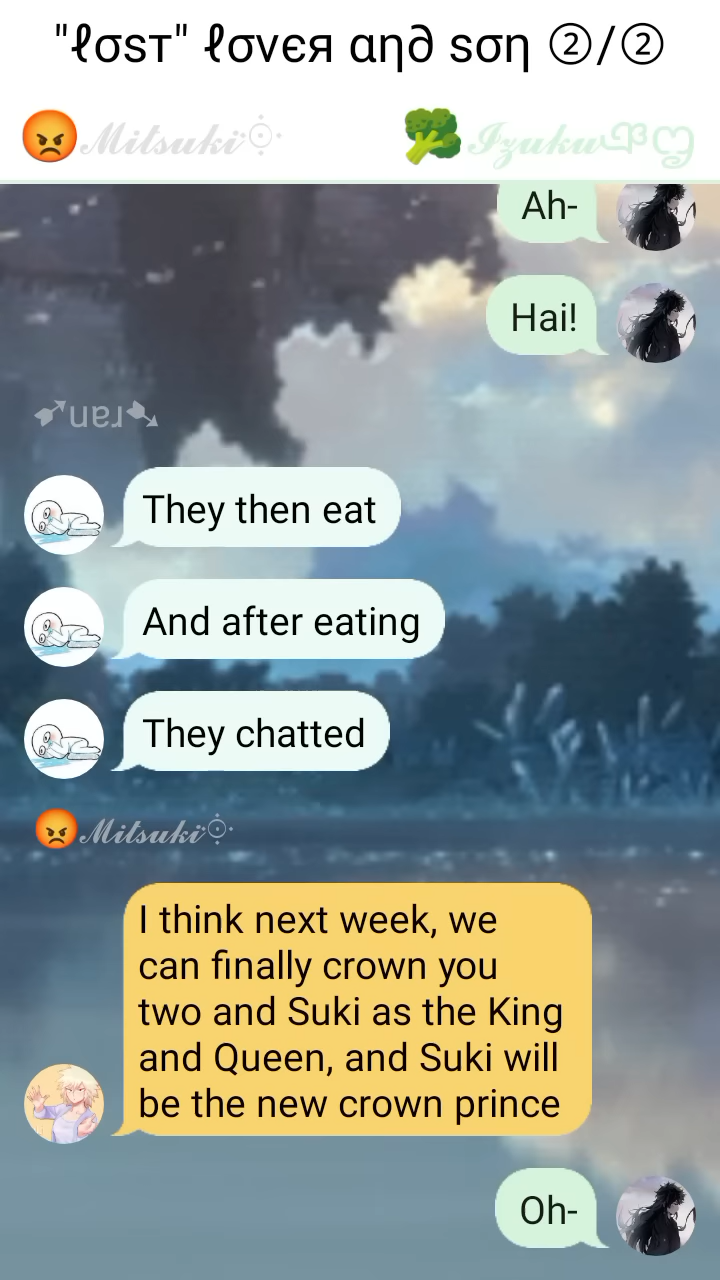 "ℓσѕт" ℓσνєя αη∂ ѕση ②/②
😡𝓜𝓲𝓽𝓼𝓾𝓴𝓲
🥦𝓘𝔃𝓾𝓴𝓾
Ah-
Hai!
➶uɐɹ➴
They then eat
And after eating
They chatted
😡𝓜𝓲𝓽𝓼𝓾𝓴𝓲
I think next week, we
can finally crown you
two and Suki as the King
and Queen, and Suki will
be the new crown prince
Oh-